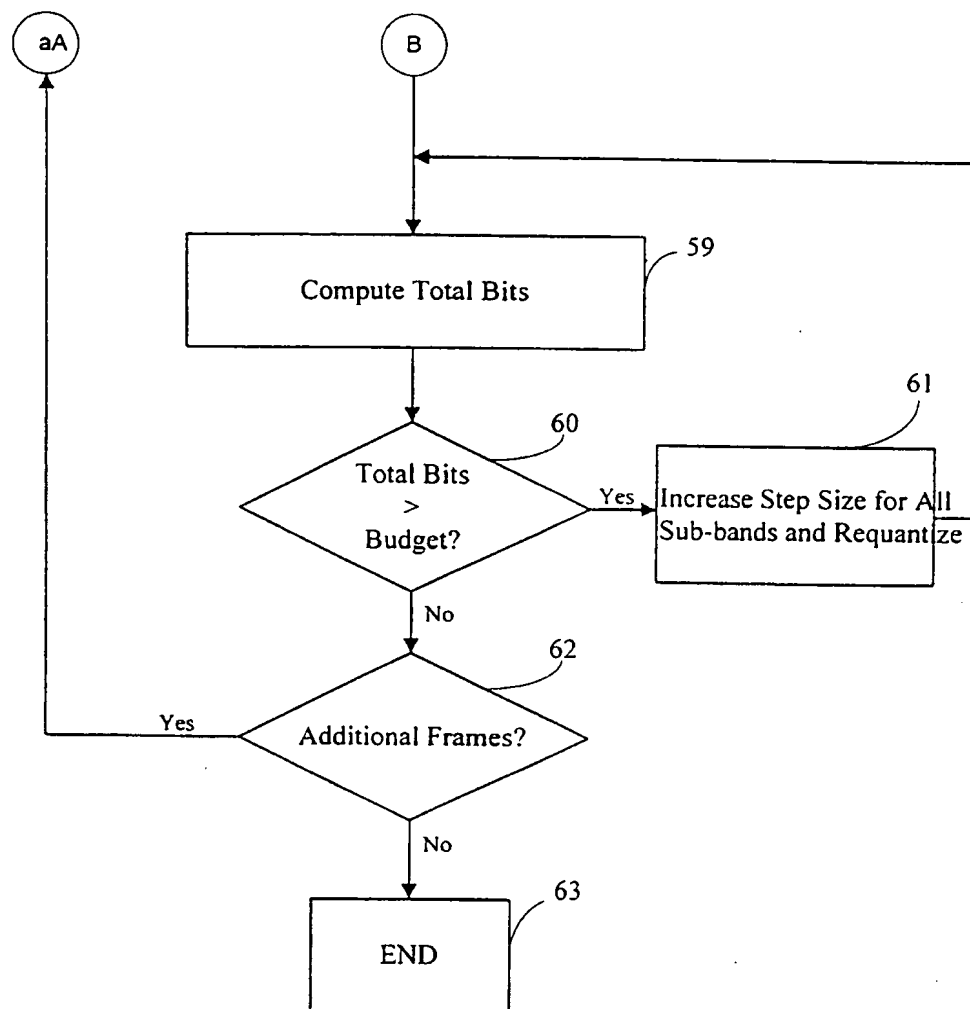 aA
B
59
Compute Total Bits
60
61
Total Bits
>
Budget?
Yes
Increase Step Size for All
Sub-bands and Requantize
No
62
Yes
Additional Frames?
No
63
END